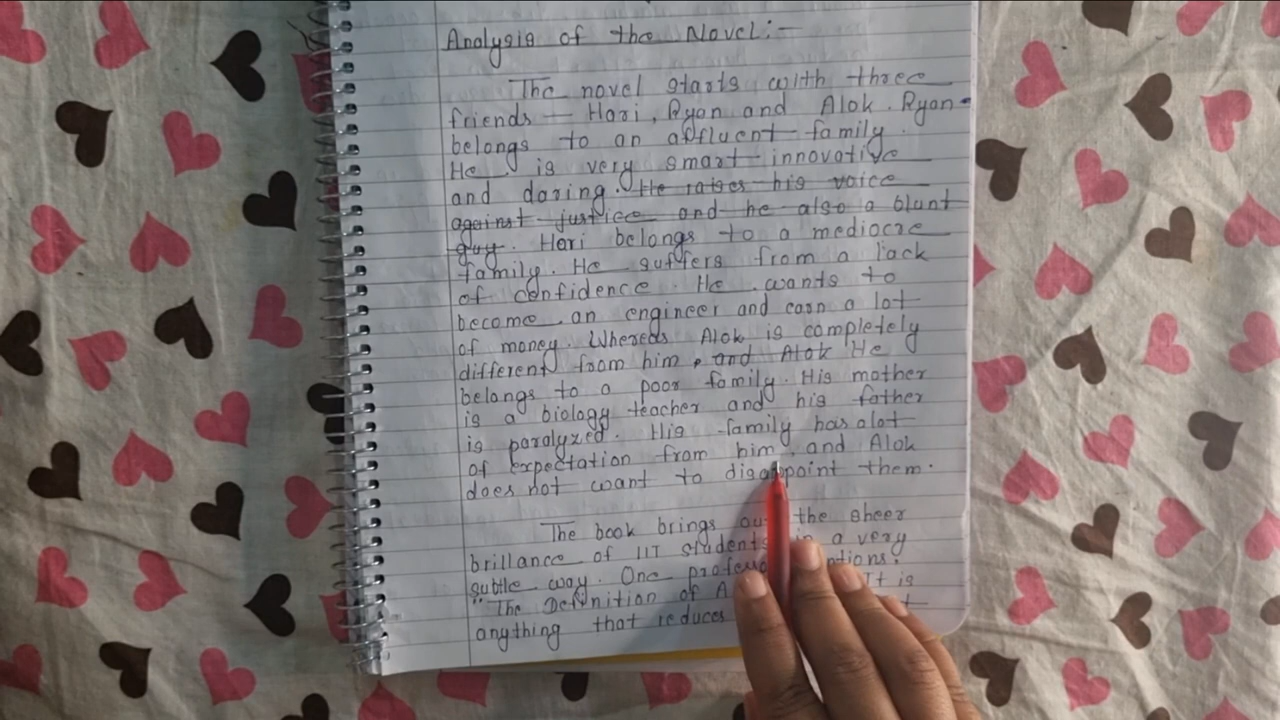 Analysis of the Novel:-
The novel starts with three
friends — Hari, Ryan and Alok. Ryan
belongs to an affluent family.
He is very smart innovative
and daring. He raises his voice
against justice and he also a blunt
guy. Hari belongs to a mediocre
family. He suffers from a lack
of confidence. He wants to
become an engineer and earn a lot
of money. Whereas Alok is completely
different from him, and Alok He
belongs to a poor family. His mother
is a biology teacher and his father
is paralyzed. His family has alot
of expectation from him, and Alok
does not want to disappoint them.
The book brings out the sheer
brillance of IIT students in a very
subtle way. One
"The Definition of It is
anything that reduces